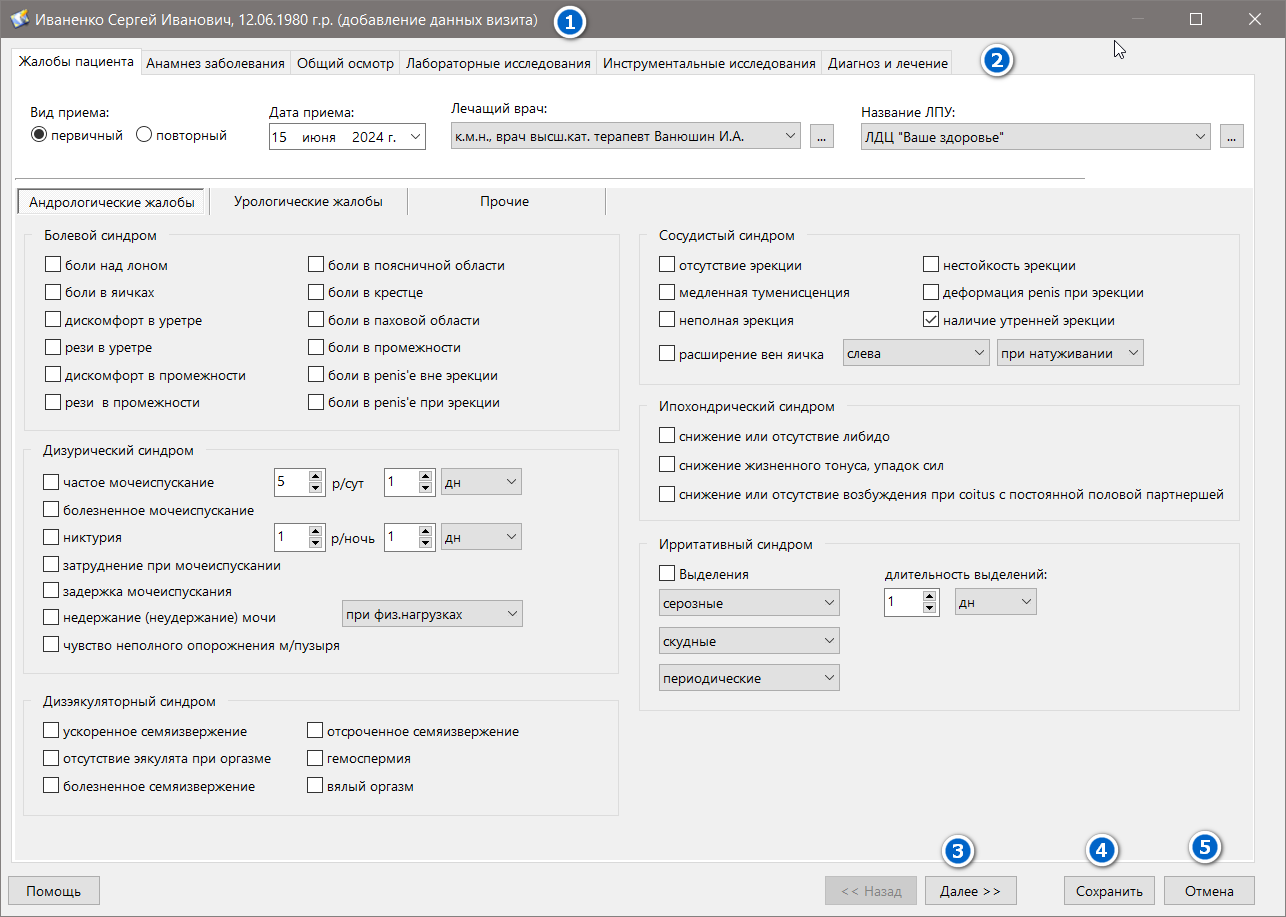 Иваненко Сергей Иванович, 12.06.1980 г.р. (добавление данных визита) 1
Жалобы пациента Анамнез заболевания Общий осмотр Лабораторные исследования Инструментальные исследования Диагноз и лечение 2
Вид приема: Дата приема: Лечащий врач: Название ЛПУ:
первичный повторный 15 июня 2024 г. к.м.н., врач высш.кат. терапевт Ванюшин И.А. ... ЛДЦ "Ваше здоровье" ...
Андрологические жалобы Урологические жалобы Прочие
Болевой синдром
боли над лоном боли в поясничной области
боли в яичках боли в крестце
дискомфорт в уретре боли в паховой области
рези в уретре боли в промежности
дискомфорт в промежности боли в penis'е вне эрекции
рези в промежности боли в penis'е при эрекции
Дизурический синдром
частое мочеиспускание 5 р/сут 1 дн
болезненное мочеиспускание
никтурия 1 р/ночь 1 дн
затруднение при мочеиспускании
задержка мочеиспускания
недержание (неудержание) мочи при физ.нагрузках
чувство неполного опорожнения м/пузыря
Дизэякуляторный синдром
ускоренное семяизвержение отсроченное семяизвержение
отсутствие эякулята при оргазме гемоспермия
болезненное семяизвержение вялый оргазм
Сосудистый синдром
отсутствие эрекции нестойкость эрекции
медленная туменисценция деформация penis при эрекции
неполная эрекция наличие утренней эрекции
расширение вен яичка слева при натуживании
Ипохондрический синдром
снижение или отсутствие либидо
снижение жизненного тонуса, упадок сил
снижение или отсутствие возбуждения при coitus с постоянной половой партнершей
Ирритативный синдром
Выделения длительность выделений:
серозные 1 дн
скудные
периодические
3 4 5
Помощь << Назад Далее >> Сохранить Отмена